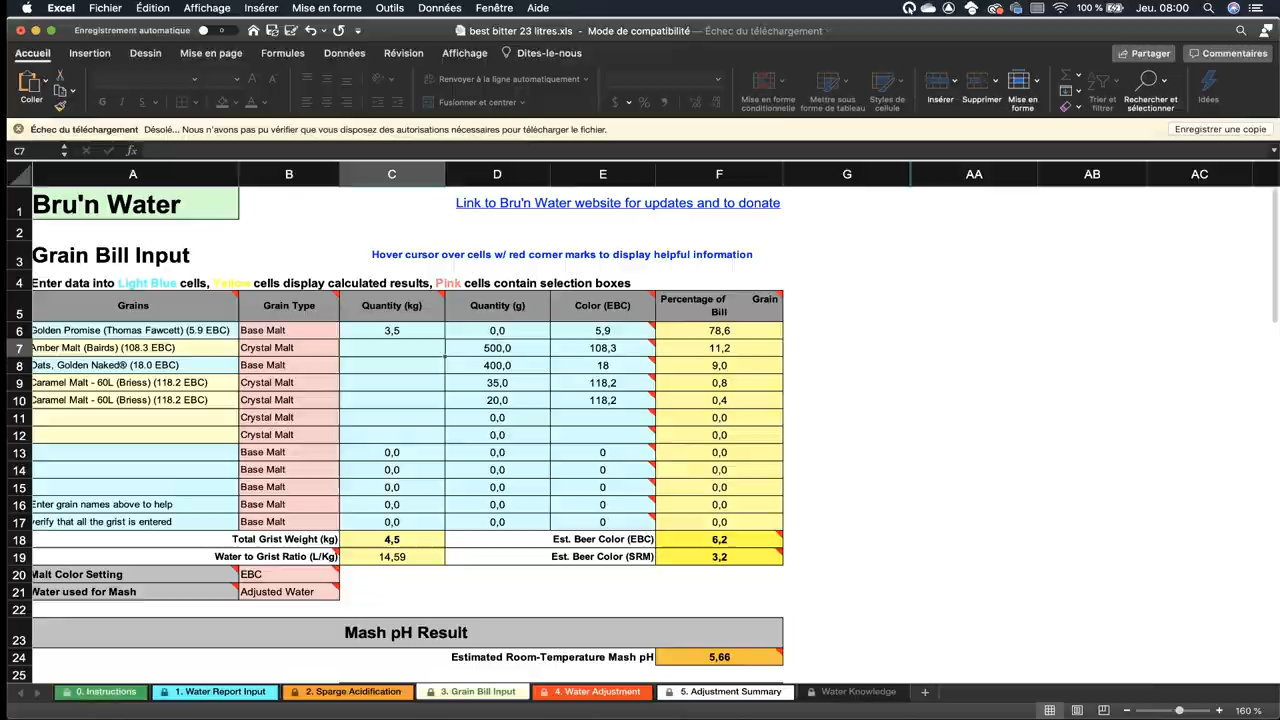 Excel Fichier Édition Affichage Insérer Mise en forme Outils Données Fenêtre Aide 100 % Jeu. 08:00
Enregistrement automatique best bitter 23 litres.xls - Mode de compatibilité — Échec du téléchargement
Accueil Insertion Dessin Mise en page Formules Données Révision Affichage Dites-le-nous Partager Commentaires
Coller G I S A A Renvoyer à la ligne automatiquement Fusionner et centrer $ % Mise en forme conditionnelle Mettre sous forme de tableau Styles de cellule Insérer Supprimer Mise en forme Trier et filtrer Rechercher et sélectionner Idées
Échec du téléchargement Désolé... Nous n'avons pas pu vérifier que vous disposez des autorisations nécessaires pour télécharger le fichier. Enregistrer une copie
C7 fx
A B C D E F G AA AB AC
1 Bru'n Water Link to Bru'n Water website for updates and to donate
2
3 Grain Bill Input Hover cursor over cells w/ red corner marks to display helpful information
4 Enter data into Light Blue cells, Yellow cells display calculated results, Pink cells contain selection boxes
5 Grains Grain Type Quantity (kg) Quantity (g) Color (EBC) Percentage of Grain Bill
6 Golden Promise (Thomas Fawcett) (5.9 EBC) Base Malt 3,5 0,0 5,9 78,6
7 Amber Malt (Bairds) (108.3 EBC) Crystal Malt 500,0 108,3 11,2
8 Oats, Golden Naked® (18.0 EBC) Base Malt 400,0 18 9,0
9 Caramel Malt - 60L (Briess) (118.2 EBC) Crystal Malt 35,0 118,2 0,8
10 Caramel Malt - 60L (Briess) (118.2 EBC) Crystal Malt 20,0 118,2 0,4
11 Crystal Malt 0,0 0,0
12 Crystal Malt 0,0 0,0
13 Base Malt 0,0 0,0 0 0,0
14 Base Malt 0,0 0,0 0 0,0
15 Base Malt 0,0 0,0 0 0,0
16 Enter grain names above to help Base Malt 0,0 0,0 0 0,0
17 verify that all the grist is entered Base Malt 0,0 0,0 0 0,0
18 Total Grist Weight (kg) 4,5 Est. Beer Color (EBC) 6,2
19 Water to Grist Ratio (L/Kg) 14,59 Est. Beer Color (SRM) 3,2
20 Malt Color Setting EBC
21 Water used for Mash Adjusted Water
22
23 Mash pH Result
24 Estimated Room-Temperature Mash pH 5,66
25
0. Instructions 1. Water Report Input 2. Sparge Acidification 3. Grain Bill Input 4. Water Adjustment 5. Adjustment Summary Water Knowledge +
160 %